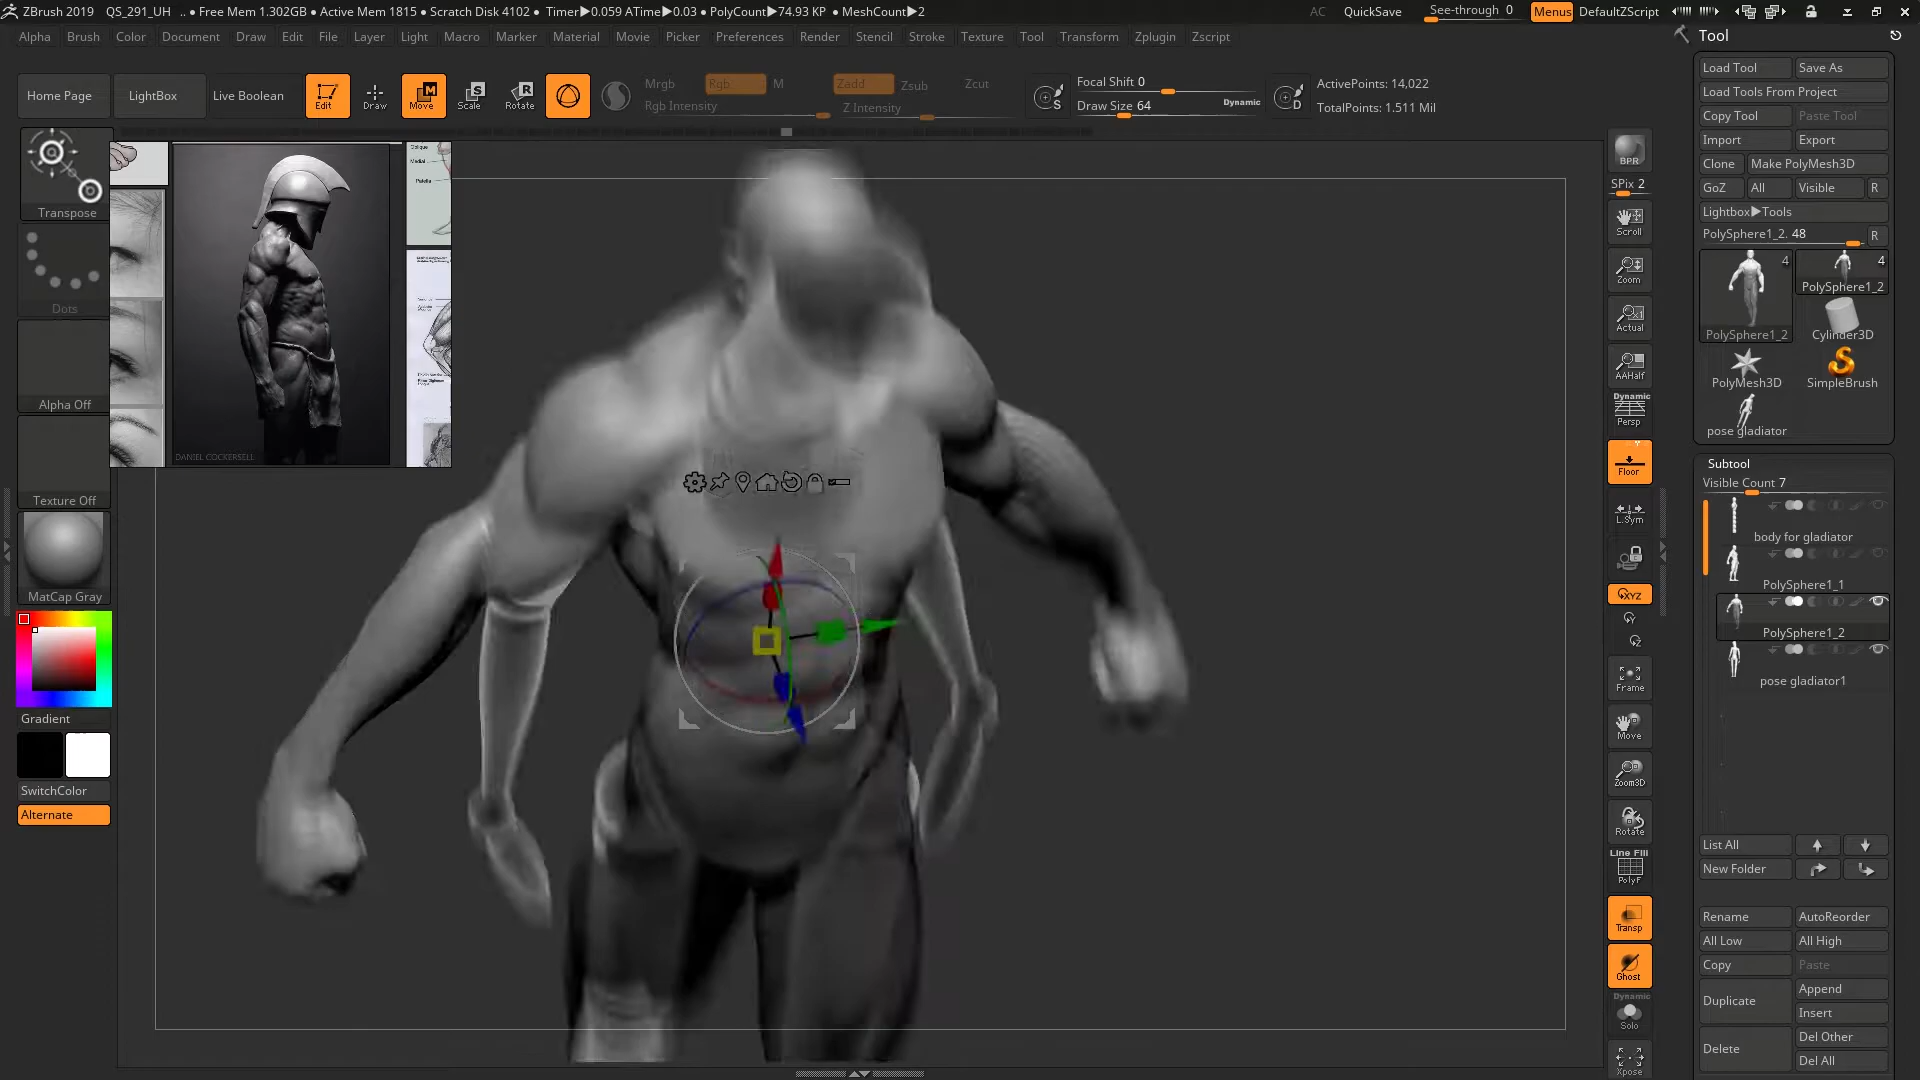 ZBrush 2019 QS_291_UH .. ● Free Mem 1.302GB ● Active Mem 1815 ● Scratch Disk 4102 ● Timer▶0.059 ATime▶0.03 ● PolyCount▶74.93 KP ● MeshCount▶2 AC QuickSave See-through 0 Menus DefaultZScript
Alpha Brush Color Document Draw Edit File Layer Light Macro Marker Material Movie Picker Preferences Render Stencil Stroke Texture Tool Transform Zplugin Zscript
Home Page LightBox Live Boolean Edit Draw Move Scale Rotate
Mrgb Rgb M Zadd Zsub Zcut
Rgb Intensity Z Intensity
Focal Shift 0
Draw Size 64 Dynamic
ActivePoints: 14,022
TotalPoints: 1.511 Mil
Transpose
Dots
Alpha Off
Texture Off
MatCap Gray
Gradient
SwitchColor
Alternate
Oblique
Medial
Patella
DANIEL COCKERSELL
BPR
SPix 2
Scroll
Zoom
Actual
AAHalf
Dynamic
Persp
Floor
L.Sym
XYZ
Frame
Move
Zoom3D
Rotate
Line Fill
PolyF
Transp
Ghost
Dynamic
Solo
Xpose
Tool
Load Tool Save As
Load Tools From Project
Copy Tool Paste Tool
Import Export
Clone Make PolyMesh3D
GoZ All Visible R
Lightbox▶Tools
PolySphere1_2. 48 R
4 4
PolySphere1_2
PolySphere1_2 Cylinder3D
PolyMesh3D SimpleBrush
pose gladiator
Subtool
Visible Count 7
body for gladiator
PolySphere1_1
PolySphere1_2
pose gladiator1
List All
New Folder
Rename AutoReorder
All Low All High
Copy Paste
Duplicate Append
Insert
Delete Del Other
Del All